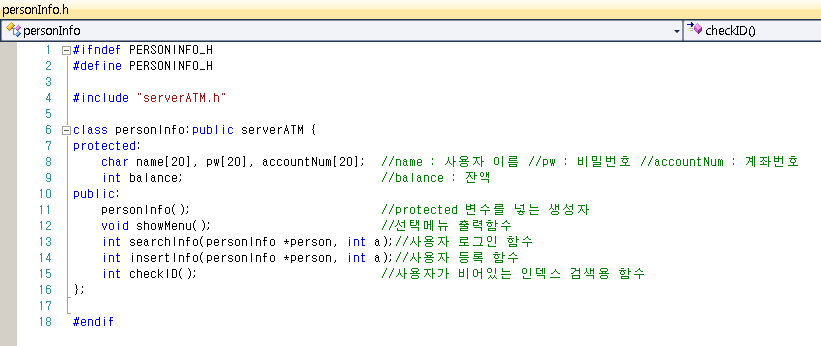 personInfo.h
personInfo checkID()
1 #ifndef PERSONINFO_H
2 #define PERSONINFO_H
3
4 #include "serverATM.h"
5
6 class personInfo:public serverATM {
7 protected:
8 char name[20], pw[20], accountNum[20]; //name : 사용자 이름 //pw : 비밀번호 //accountNum : 계좌번호
9 int balance; //balance : 잔액
10 public:
11 personInfo(); //protected 변수를 넣는 생성자
12 void showMenu(); //선택메뉴 출력함수
13 int searchInfo(personInfo *person, int a);//사용자 로그인 함수
14 int insertInfo(personInfo *person, int a);//사용자 등록 함수
15 int checkID(); //사용자가 비어있는 인덱스 검색용 함수
16 };
17
18 #endif